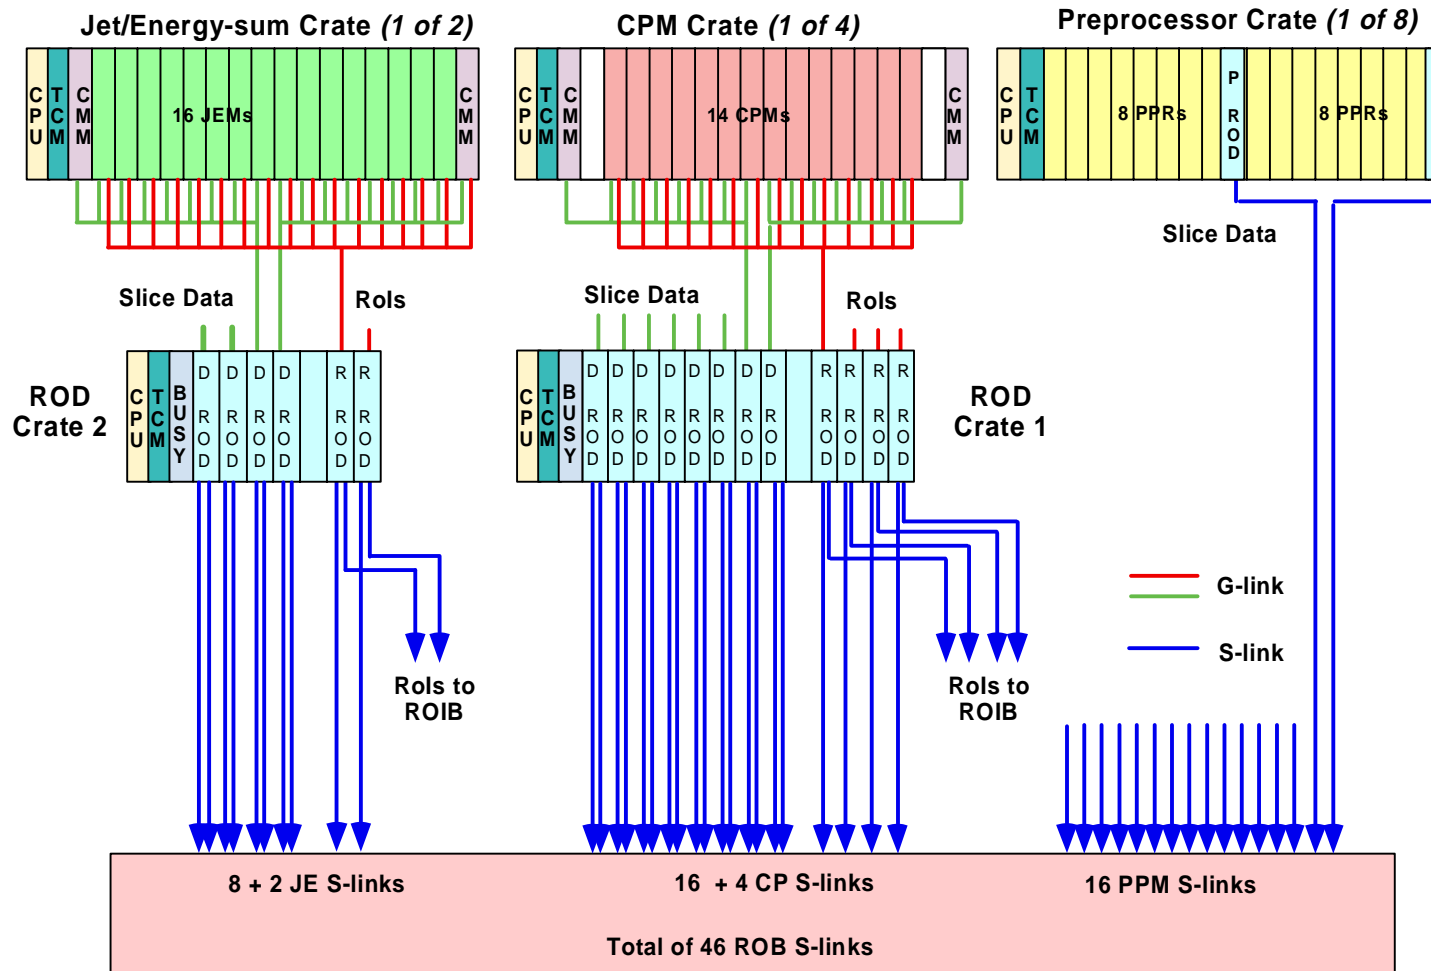 Jet/Energy-sum Crate (1 of 2)
CPM Crate (1 of 4)
Preprocessor Crate (1 of 8)
CPU
TCM
CMM
16 JEMs
CMM
CPU
TCM
CMM
14 CPMs
CMM
CPU
TCM
8 PPRs
P ROD
8 PPRs
Slice Data
RoIs
Slice Data
RoIs
Slice Data
ROD
Crate 2
CPU
TCM
BUSY
D ROD
D ROD
D ROD
D ROD
R ROD
R ROD
CPU
TCM
BUSY
D ROD
D ROD
D ROD
D ROD
D ROD
D ROD
D ROD
D ROD
R ROD
R ROD
R ROD
R ROD
ROD
Crate 1
G-link
S-link
RoIs to
ROIB
RoIs to
ROIB
8 + 2 JE S-links
16 + 4 CP S-links
16 PPM S-links
Total of 46 ROB S-links